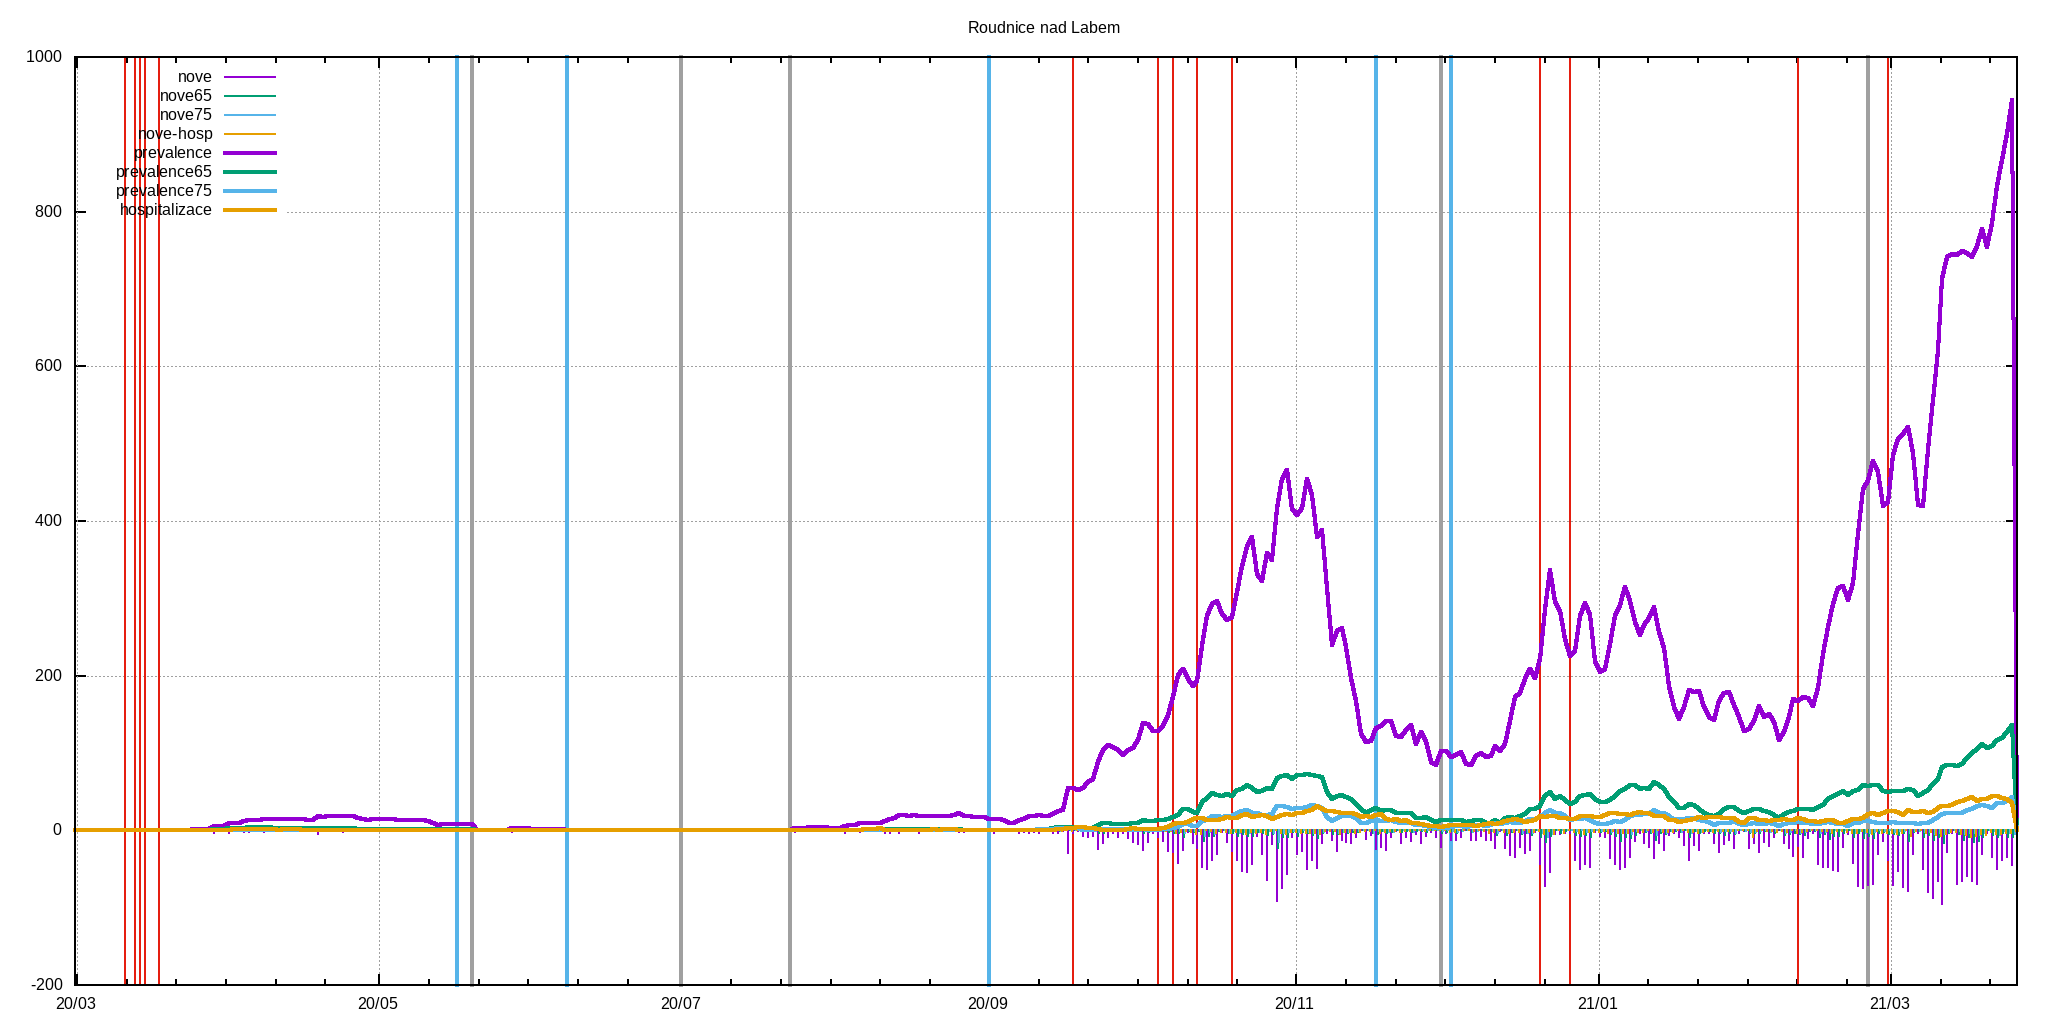 Roudnice nad Labem
1000
nove
nove65
nove75
nove-hosp
prevalence
prevalence65
prevalence75
hospitalizace
800
600
400
200
0
-200
20/03 20/05 20/07 20/09 20/11 21/01 21/03